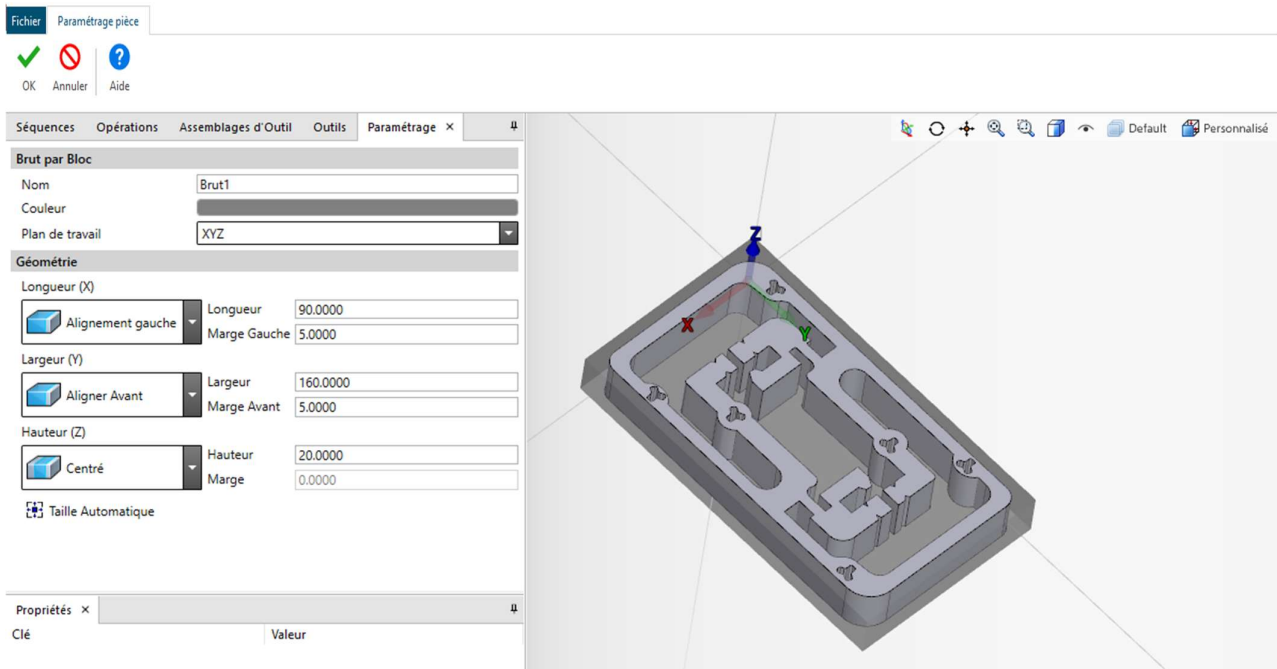 Fichier Paramétrage pièce
OK Annuler Aide
Séquences Opérations Assemblages d'Outil Outils Paramétrage ×
Default Personnalisé
Brut par Bloc
Nom Brut1
Couleur
Plan de travail XYZ
Géométrie
Longueur (X)
Alignement gauche
Longueur 90.0000
Marge Gauche 5.0000
Largeur (Y)
Aligner Avant
Largeur 160.0000
Marge Avant 5.0000
Hauteur (Z)
Centré
Hauteur 20.0000
Marge 0.0000
Taille Automatique
Propriétés ×
Clé Valeur
Z
X
Y